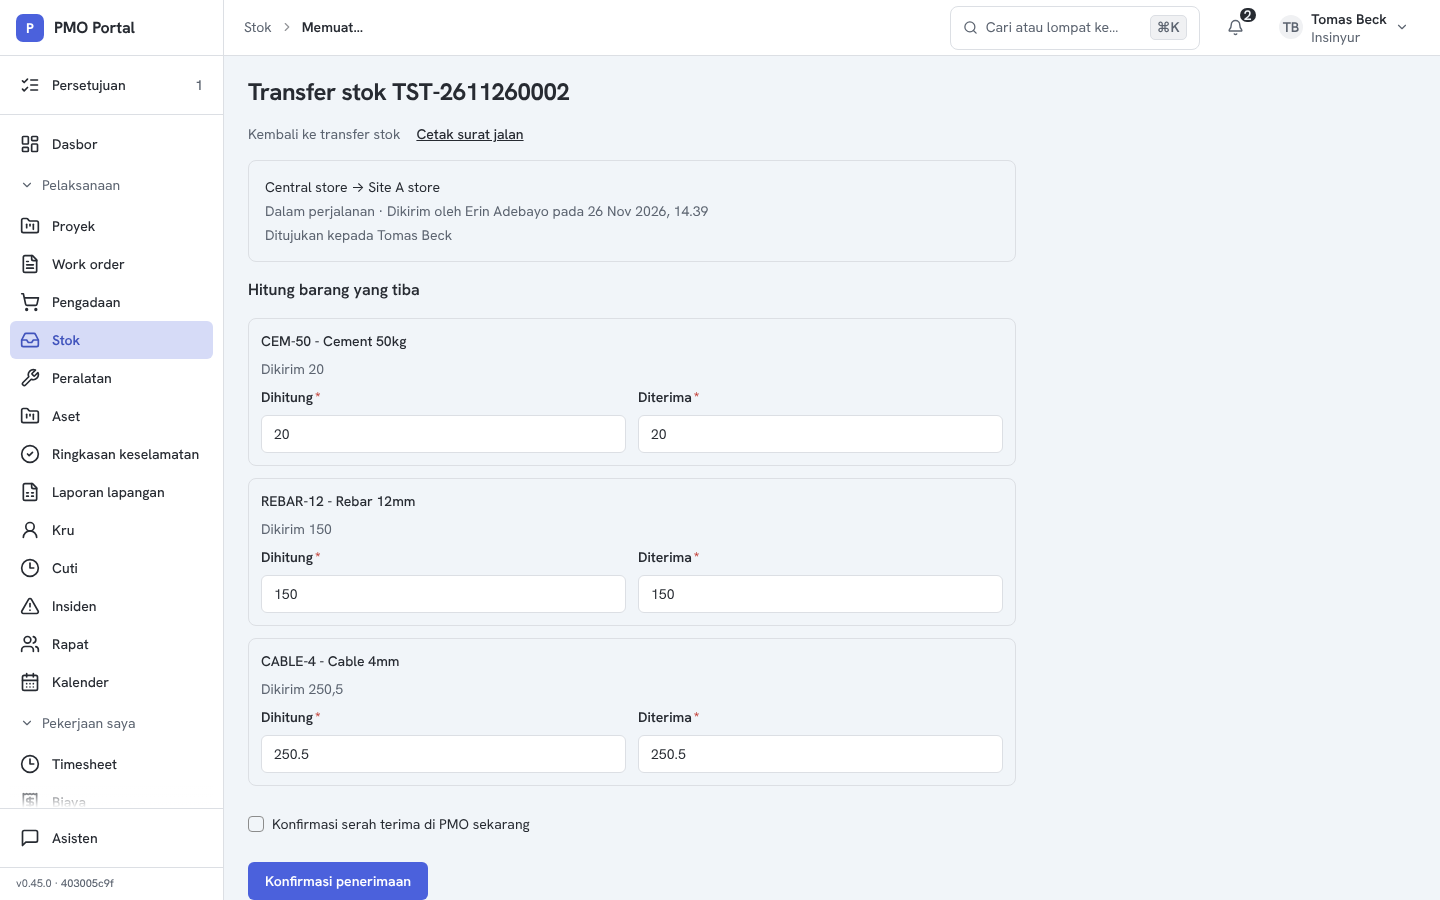 P PMO Portal
Stok > Memuat...
Cari atau lompat ke...
⌘K
2
TB
Tomas Beck
Insinyur
Persetujuan 1
Dasbor
Pelaksanaan
Proyek
Work order
Pengadaan
Stok
Peralatan
Aset
Ringkasan keselamatan
Laporan lapangan
Kru
Cuti
Insiden
Rapat
Kalender
Pekerjaan saya
Timesheet
Biaya
Asisten
v0.45.0 · 403005c9f
Transfer stok TST-2611260002
Kembali ke transfer stok Cetak surat jalan
Central store → Site A store
Dalam perjalanan · Dikirim oleh Erin Adebayo pada 26 Nov 2026, 14.39
Ditujukan kepada Tomas Beck
Hitung barang yang tiba
CEM-50 - Cement 50kg
Dikirim 20
Dihitung* Diterima*
20 20
REBAR-12 - Rebar 12mm
Dikirim 150
Dihitung* Diterima*
150 150
CABLE-4 - Cable 4mm
Dikirim 250,5
Dihitung* Diterima*
250.5 250.5
Konfirmasi serah terima di PMO sekarang
Konfirmasi penerimaan